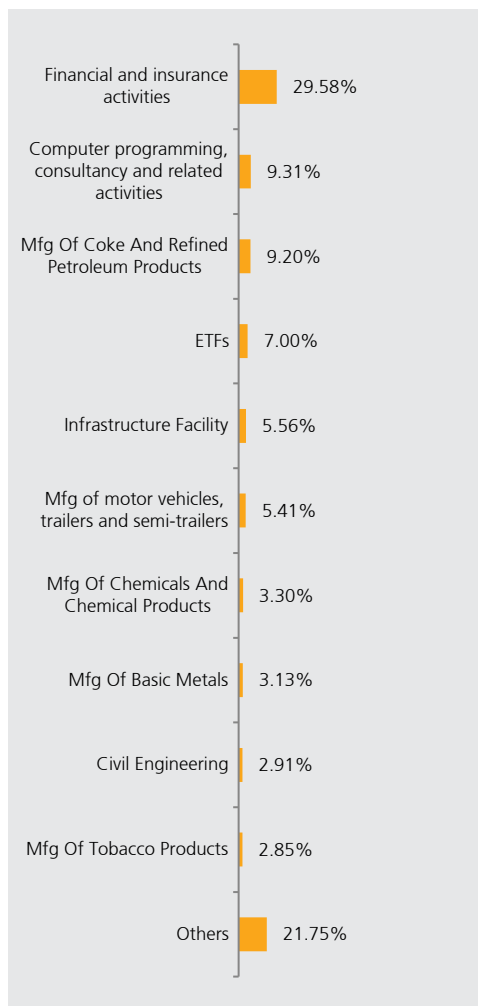 Financial and insurance
activities
29.58%
Computer programming,
consultancy and related
activities
9.31%
Mfg Of Coke And Refined
Petroleum Products
9.20%
ETFs
7.00%
Infrastructure Facility
5.56%
Mfg of motor vehicles,
trailers and semi-trailers
5.41%
Mfg Of Chemicals And
Chemical Products
3.30%
Mfg Of Basic Metals
3.13%
Civil Engineering
2.91%
Mfg Of Tobacco Products
2.85%
Others
21.75%